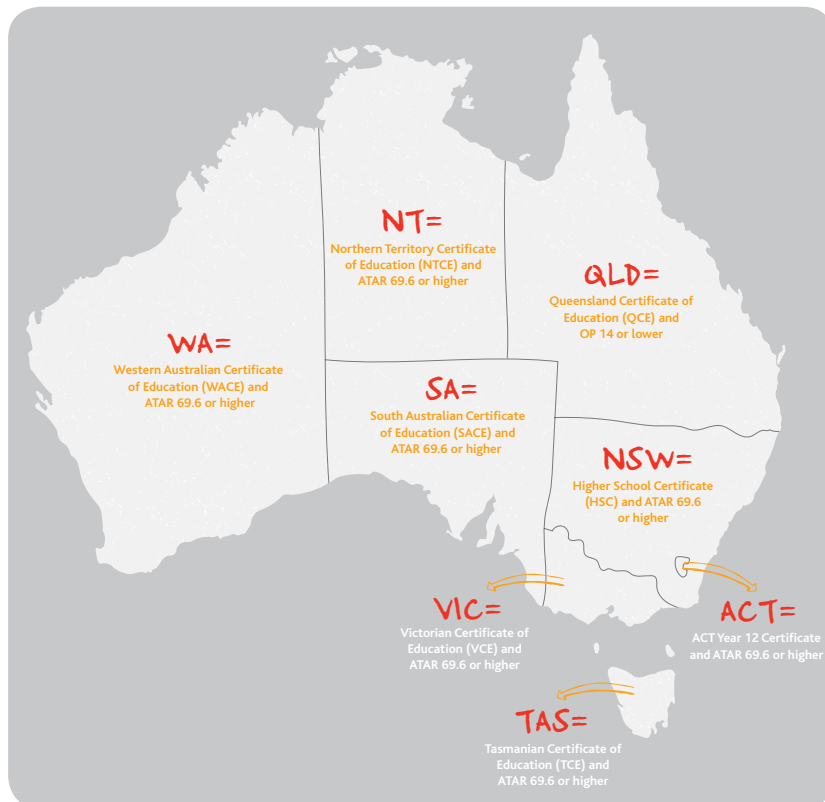 NT=
Northern Territory Certificate
of Education (NTCE) and
ATAR 69.6 or higher
QLD=
Queensland Certificate of
Education (QCE) and
OP 14 or lower
WA=
Western Australian Certificate
of Education (WACE) and
ATAR 69.6 or higher
SA=
South Australian Certificate
of Education (SACE) and
ATAR 69.6 or higher
NSW=
Higher School Certificate
(HSC) and ATAR 69.6
or higher
VIC=
Victorian Certificate of
Education (VCE) and
ATAR 69.6 or higher
ACT=
ACT Year 12 Certificate
and ATAR 69.6 or higher
TAS=
Tasmanian Certificate of
Education (TCE) and
ATAR 69.6 or higher